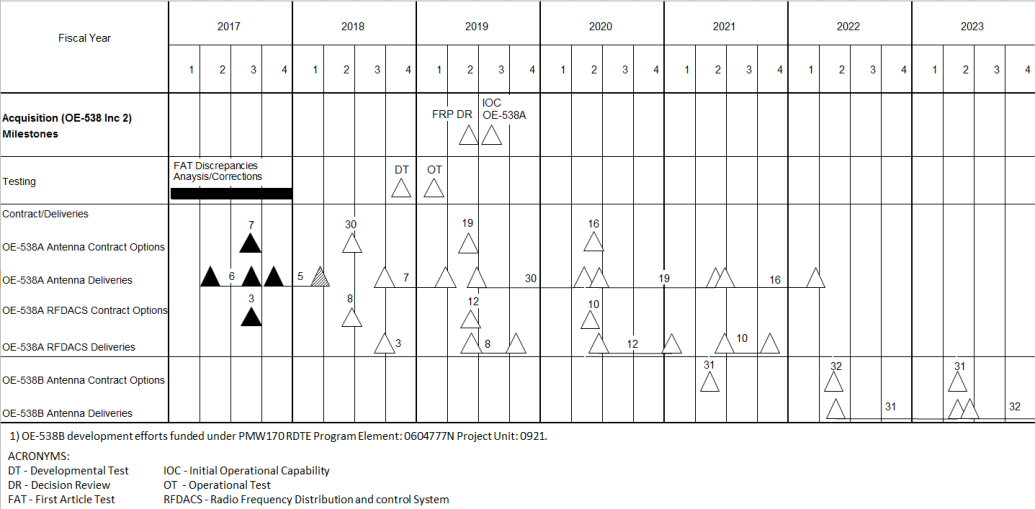 Fiscal Year
2017 2018 2019 2020 2021 2022 2023
1 2 3 4 1 2 3 4 1 2 3 4 1 2 3 4 1 2 3 4 1 2 3 4 1 2 3 4
Acquisition (OE-538 Inc 2)
Milestones
FRP DR
IOC
OE-538A
Testing
FAT Discrepancies
Anaysis/Corrections
DT OT
Contract/Deliveries
OE-538A Antenna Contract Options
7 30 19 16
OE-538A Antenna Deliveries
6 5 7 30 19 16
OE-538A RFDACS Contract Options
3 8 12 10
OE-538A RFDACS Deliveries
3 8 12 10
OE-538B Antenna Contract Options
31 32 31
OE-538B Antenna Deliveries
31 32
1) OE-538B development efforts funded under PMW170 RDTE Program Element: 0604777N Project Unit: 0921.
ACRONYMS:
DT - Developmental Test IOC - Initial Operational Capability
DR - Decision Review OT - Operational Test
FAT - First Article Test RFDACS - Radio Frequency Distribution and control System